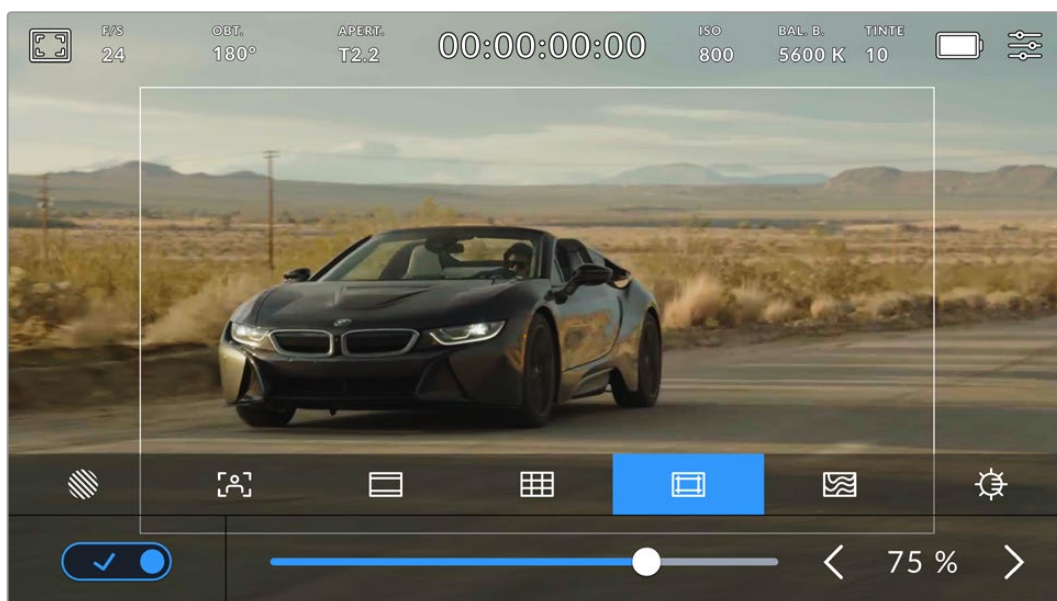 F/S OBT. APERT. 00:00:00:00 ISO BAL. B. TINTE
24 180° T2.2 800 5600 K 10
75 %